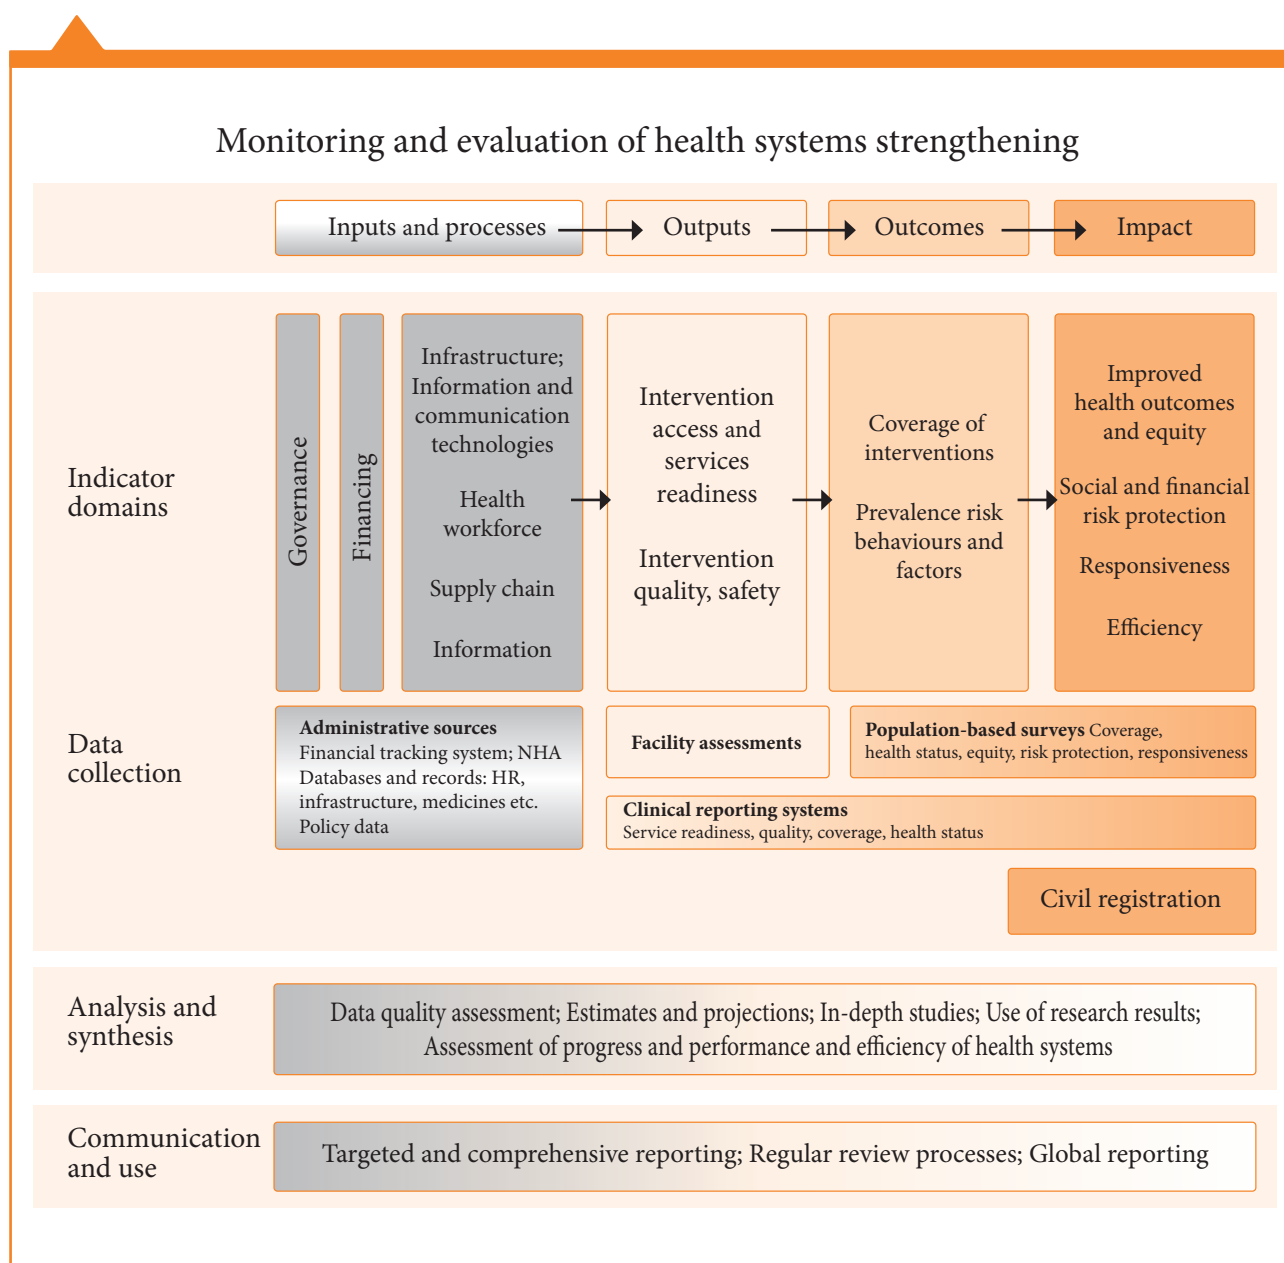 Monitoring and evaluation of health systems strengthening
Inputs and processes
Outputs
Outcomes
Impact
Indicator
domains
Governance
Financing
Infrastructure;
Information and
communication
technologies
Health
workforce
Supply chain
Information
Intervention
access and
services
readiness
Intervention
quality, safety
Coverage of
interventions
Prevalence risk
behaviours and
factors
Improved
health outcomes
and equity
Social and financial
risk protection
Responsiveness
Efficiency
Data
collection
Administrative sources
Financial tracking system; NHA
Databases and records: HR,
infrastructure, medicines etc.
Policy data
Facility assessments
Population-based surveys Coverage,
health status, equity, risk protection, responsiveness
Clinical reporting systems
Service readiness, quality, coverage, health status
Civil registration
Analysis and
synthesis
Data quality assessment; Estimates and projections; In-depth studies; Use of research results;
Assessment of progress and performance and efficiency of health systems
Communication
and use
Targeted and comprehensive reporting; Regular review processes; Global reporting